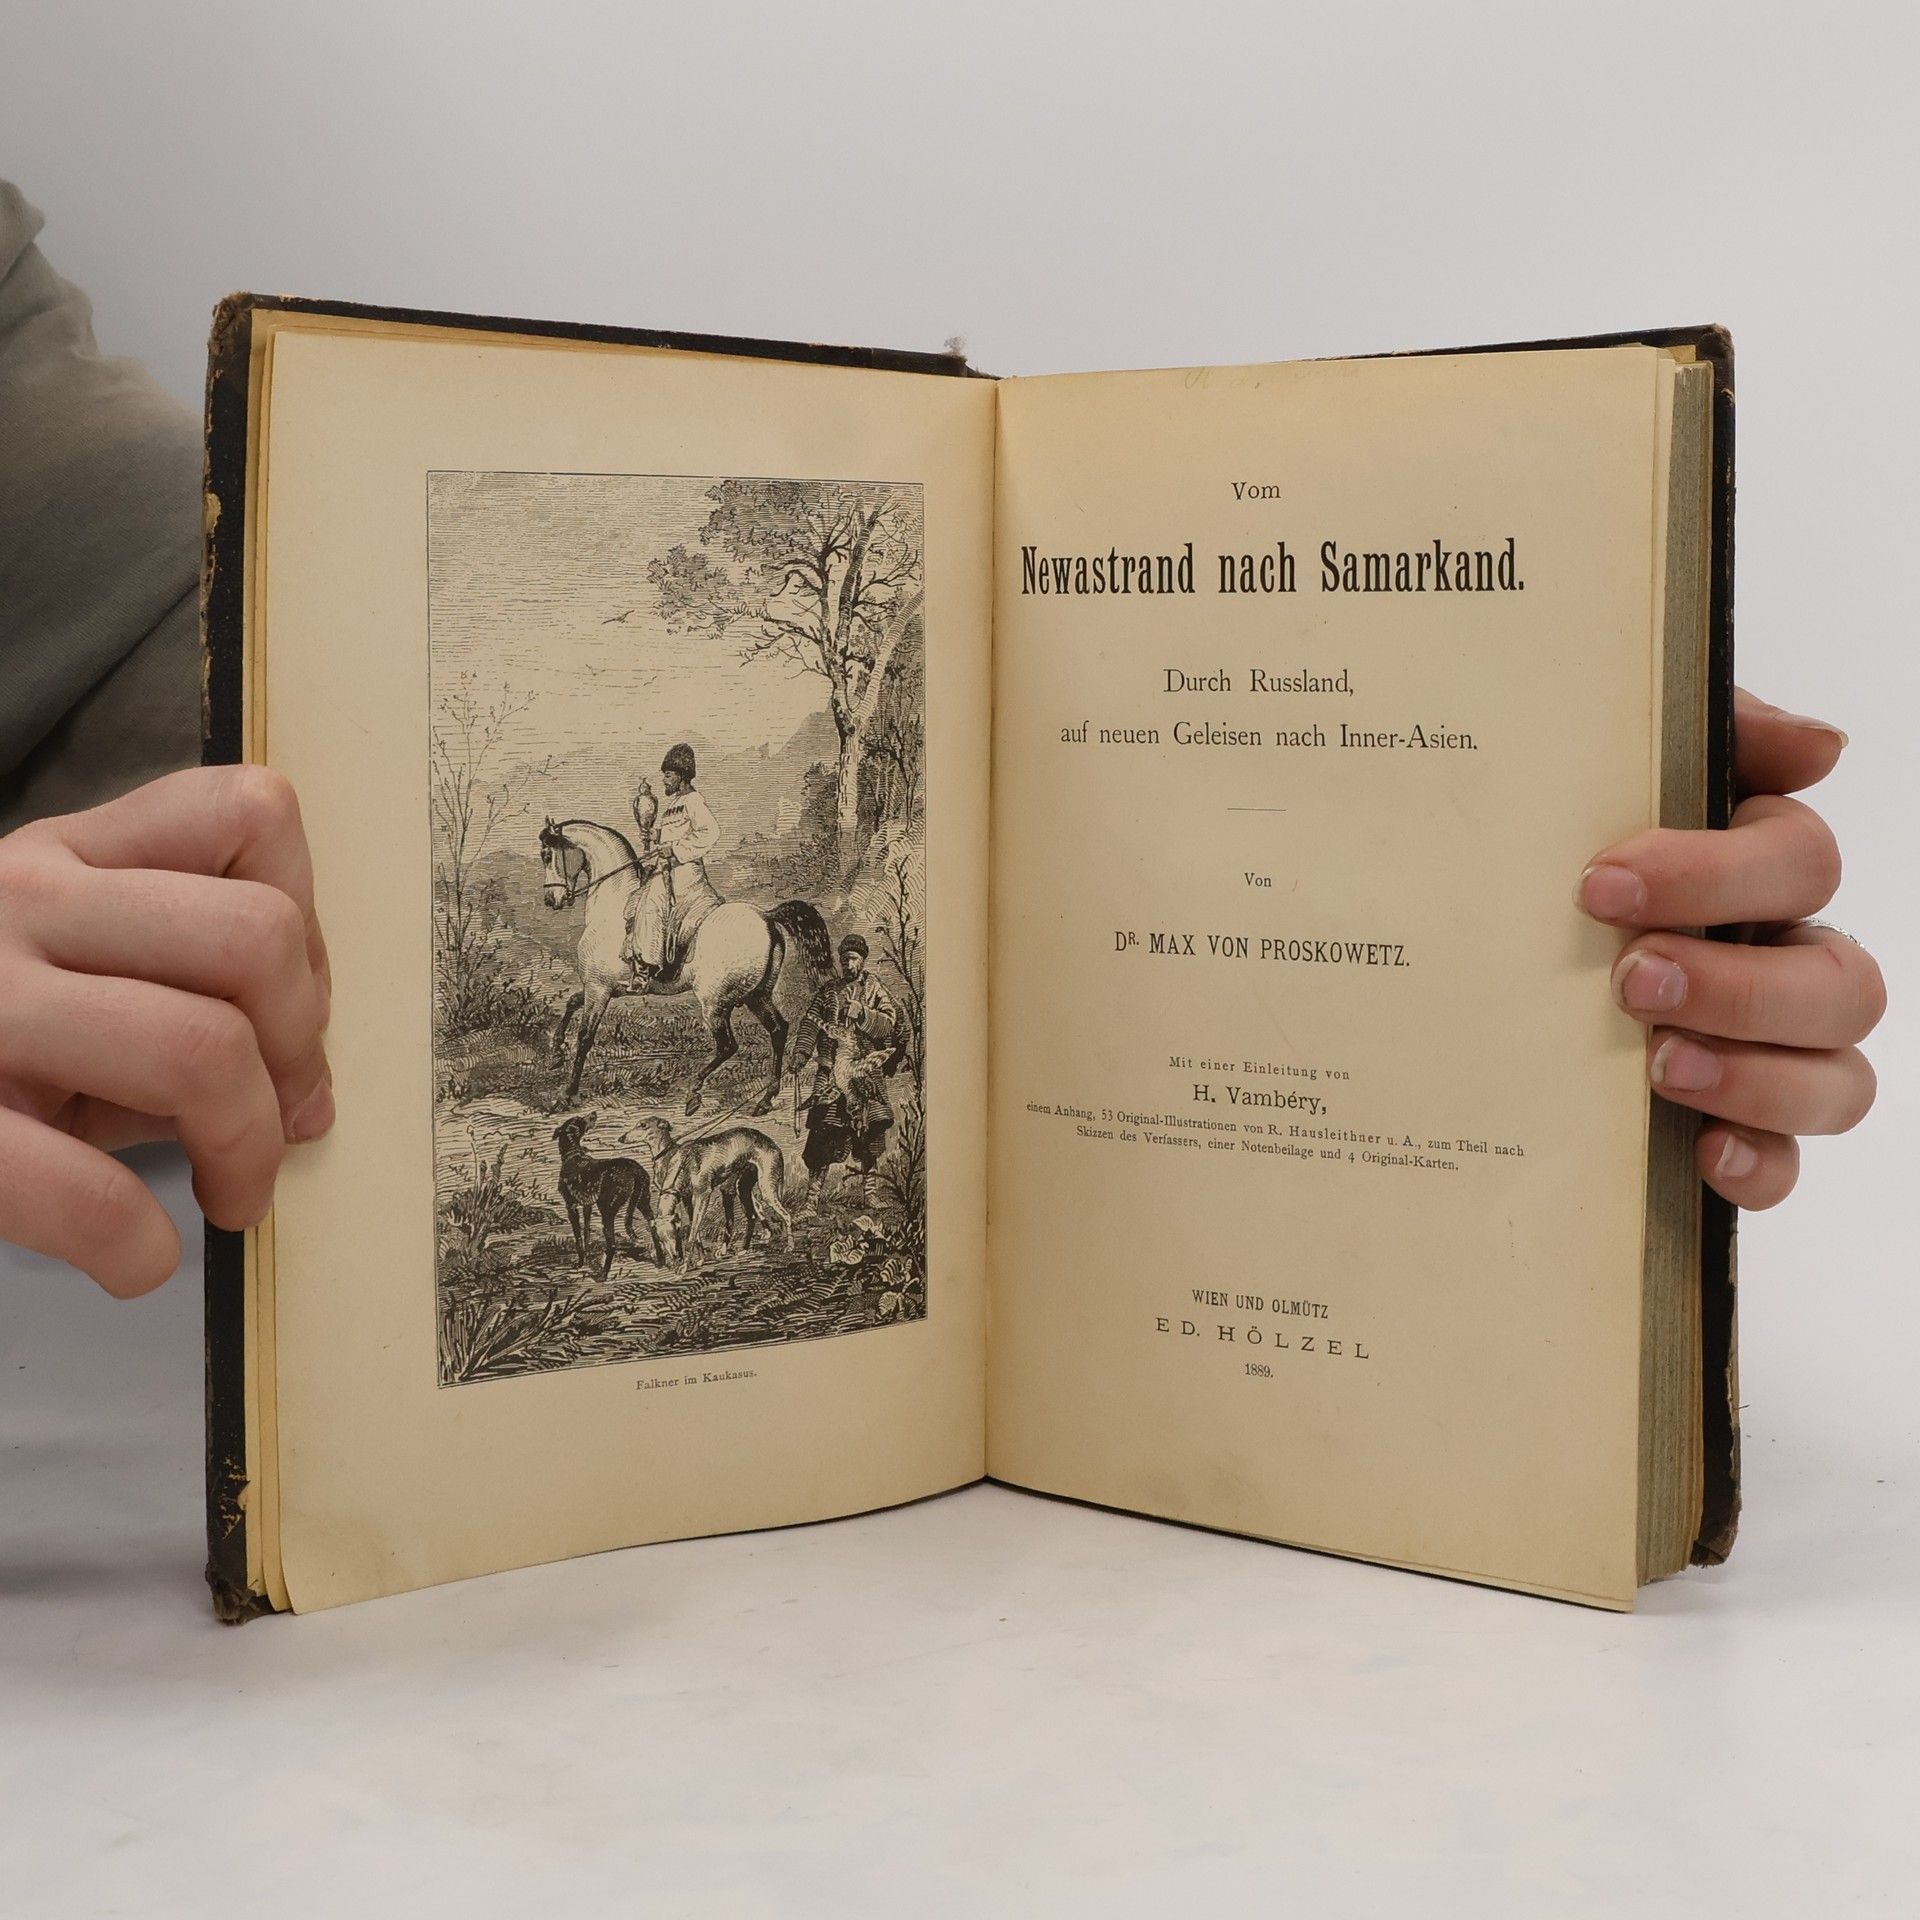 Falkner im Kaukasus.
Vom
Newastrand nach Samarkand.
Durch Russland,
auf neuen Geleisen nach Inner-Asien.
Von
DR. MAX VON PROSKOWETZ.
Mit einer Einleitung von
H. Vambéry,
einem Anhang, 53 Original-Illustrationen von R. Hausleithner u. A., zum Theil nach
Skizzen des Verfassers, einer Notenbeilage und 4 Original-Karten.
WIEN UND OLMÜTZ
ED. HÖLZEL
1889.